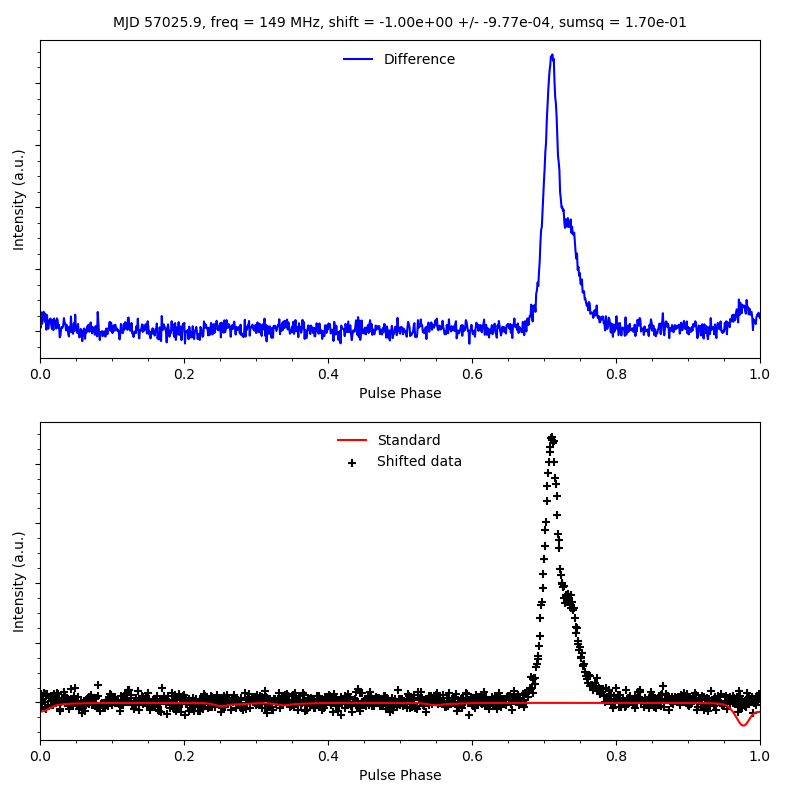 MJD 57025.9, freq = 149 MHz, shift = -1.00e+00 +/- -9.77e-04, sumsq = 1.70e-01
Difference
Intensity (a.u.)
0.0 0.2 0.4 0.6 0.8 1.0
Pulse Phase
Standard
Shifted data
Intensity (a.u.)
0.0 0.2 0.4 0.6 0.8 1.0
Pulse Phase